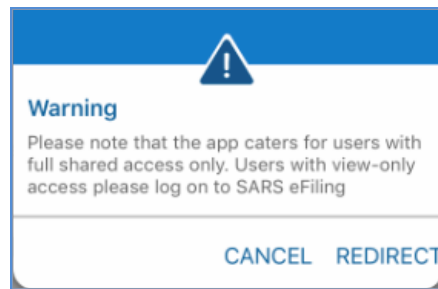 Warning
Please note that the app caters for users with
full shared access only. Users with view-only
access please log on to SARS eFiling
CANCEL REDIRECT